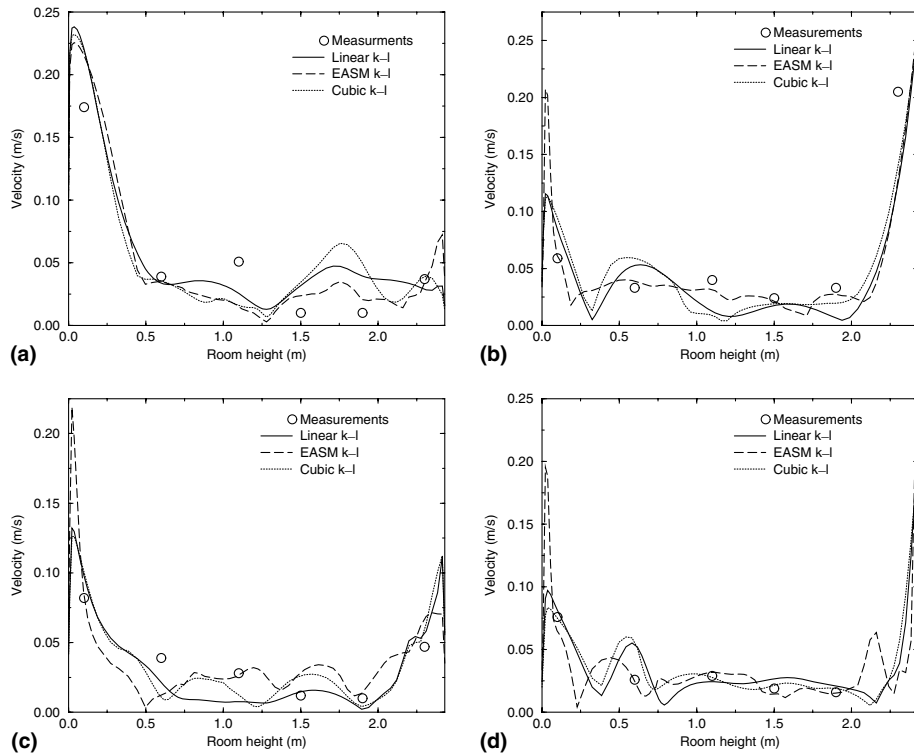 0.25
0.20
0.15
0.10
0.05
0.00
Velocity (m/s)
Measurments
Linear k–l
EASM k–l
Cubic k–l
0.0 0.5 1.0 1.5 2.0
Room height (m)
(a)
0.25
0.20
0.15
0.10
0.05
0.00
Velocity (m/s)
Measurements
Linear k–l
EASM k–l
Cubic k–l
0.0 0.5 1.0 1.5 2.0
Room height (m)
(b)
0.20
0.15
0.10
0.05
0.00
Velocity (m/s)
Measurements
Linear k–l
EASM k–l
Cubic k–l
0.0 0.5 1.0 1.5 2.0
Room height (m)
(c)
0.25
0.20
0.15
0.10
0.05
0.00
Velocity (m/s)
Measurements
Linear k–l
EASM k–l
Cubic k–l
0.0 0.5 1.0 1.5 2.0
Room height (m)
(d)